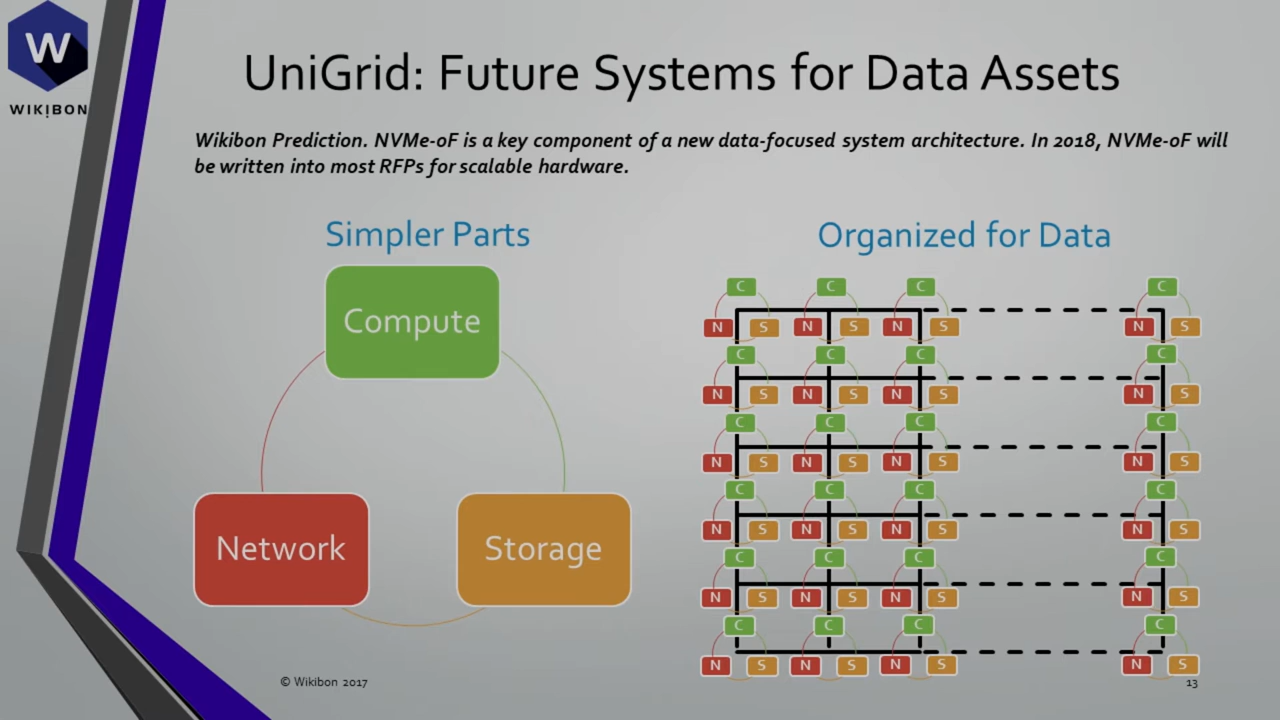 W
WIKIBON
UniGrid: Future Systems for Data Assets
Wikibon Prediction. NVMe-oF is a key component of a new data-focused system architecture. In 2018, NVMe-oF will
be written into most RFPs for scalable hardware.
Simpler Parts
Compute
Network
Storage
Organized for Data
C C C C
N S N S N S N S
C C C C
N S N S N S N S
C C C C
N S N S N S N S
C C C C
N S N S N S N S
C C C C
N S N S N S N S
C C C C
N S N S N S N S
© Wikibon 2017
13